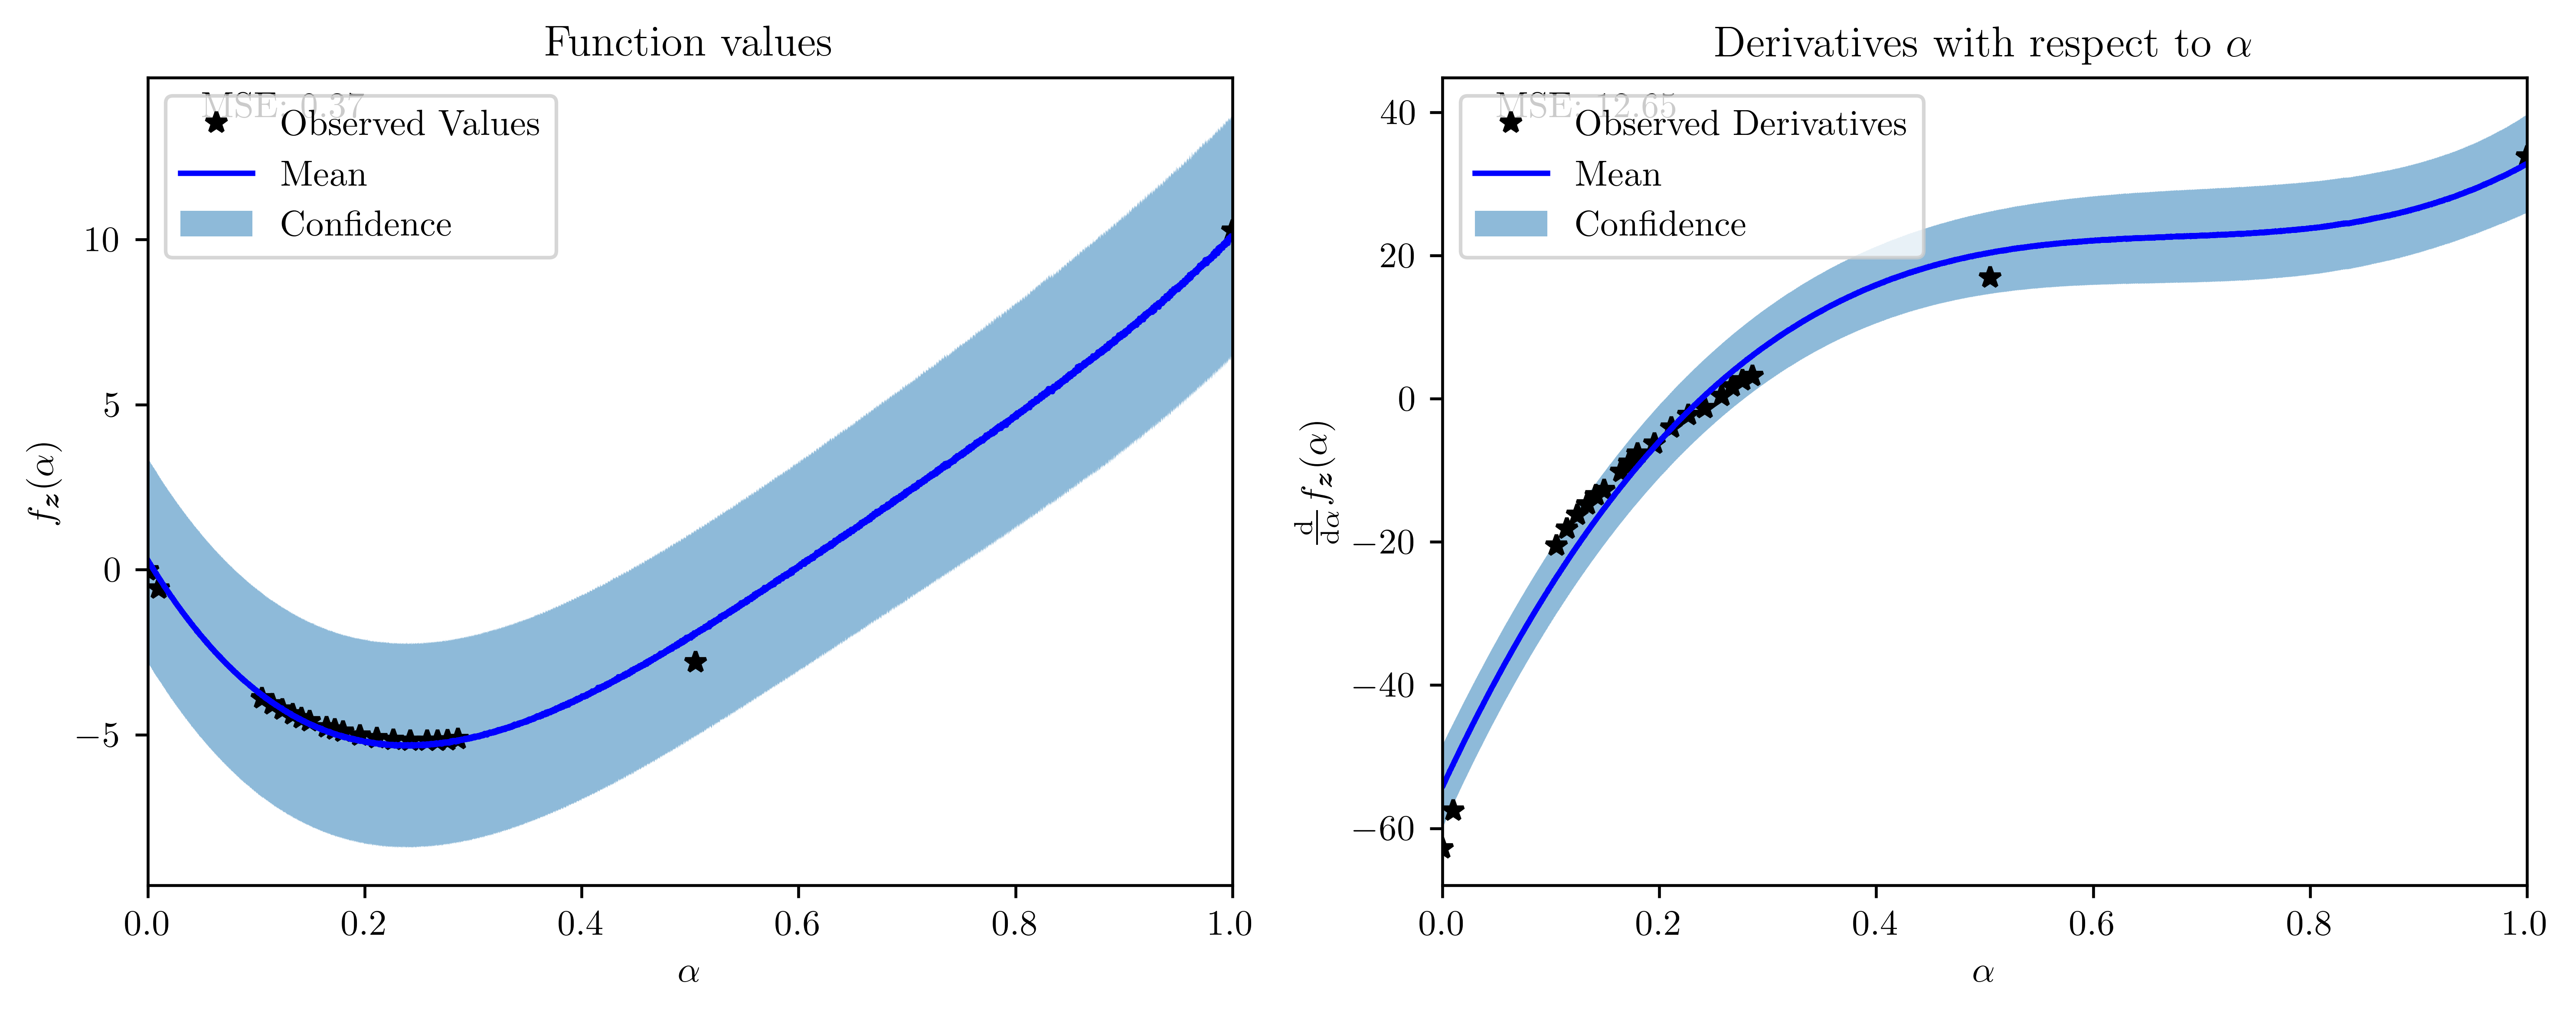 Function values
MSE: 0.37
Observed Values
Mean
Confidence
10
5
0
−5
f_z(α)
0.0 0.2 0.4 0.6 0.8 1.0
α
Derivatives with respect to α
MSE: 12.65
Observed Derivatives
Mean
Confidence
40
20
0
−20
−40
−60
d/dα f_z(α)
0.0 0.2 0.4 0.6 0.8 1.0
α